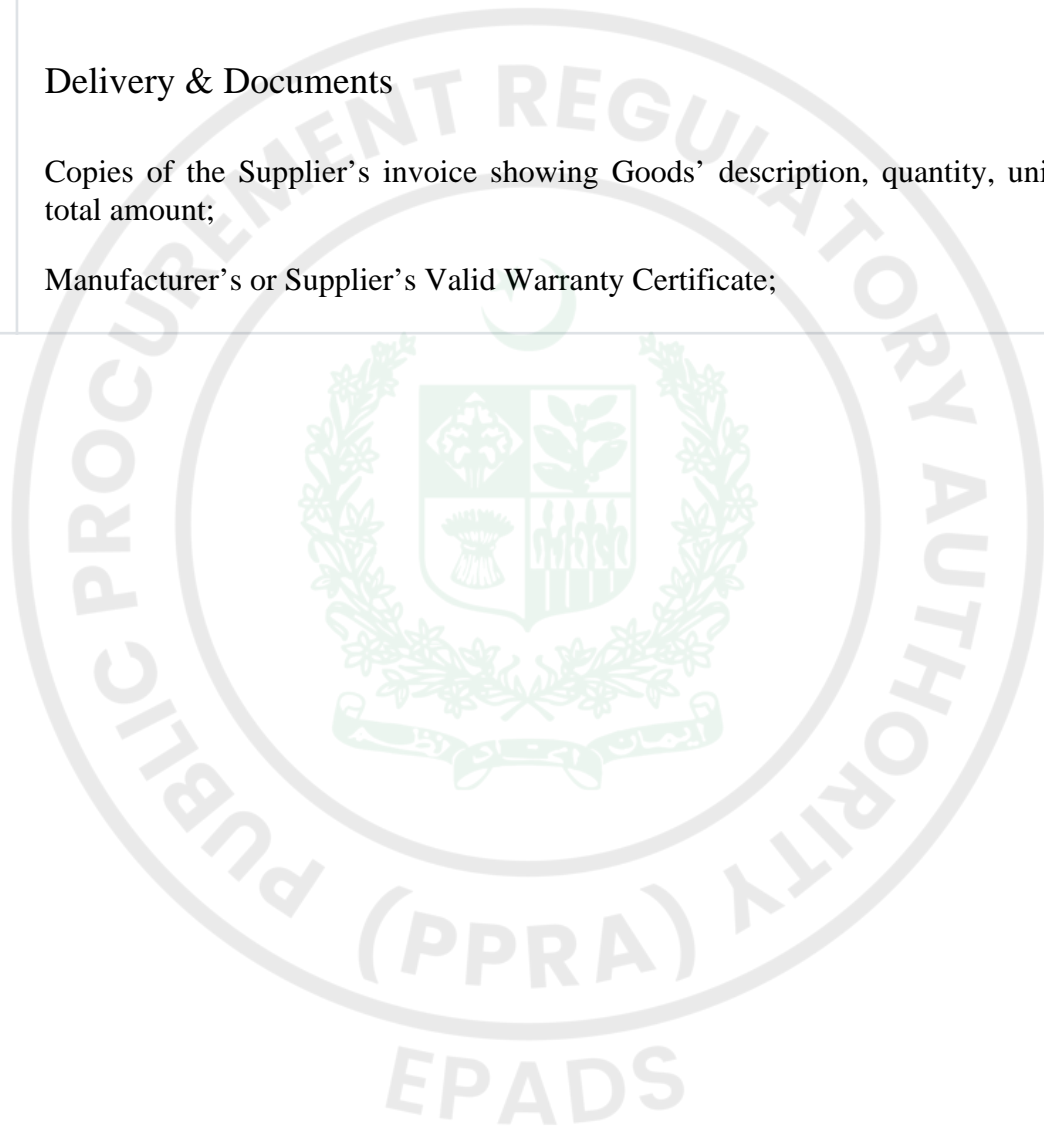 Delivery & Documents
Copies of the Supplier’s invoice showing Goods’ description, quantity, uni
total amount;
Manufacturer’s or Supplier’s Valid Warranty Certificate;
PUBLIC PROCUREMENT REGULATORY AUTHORITY
(PPRA)
EPADS